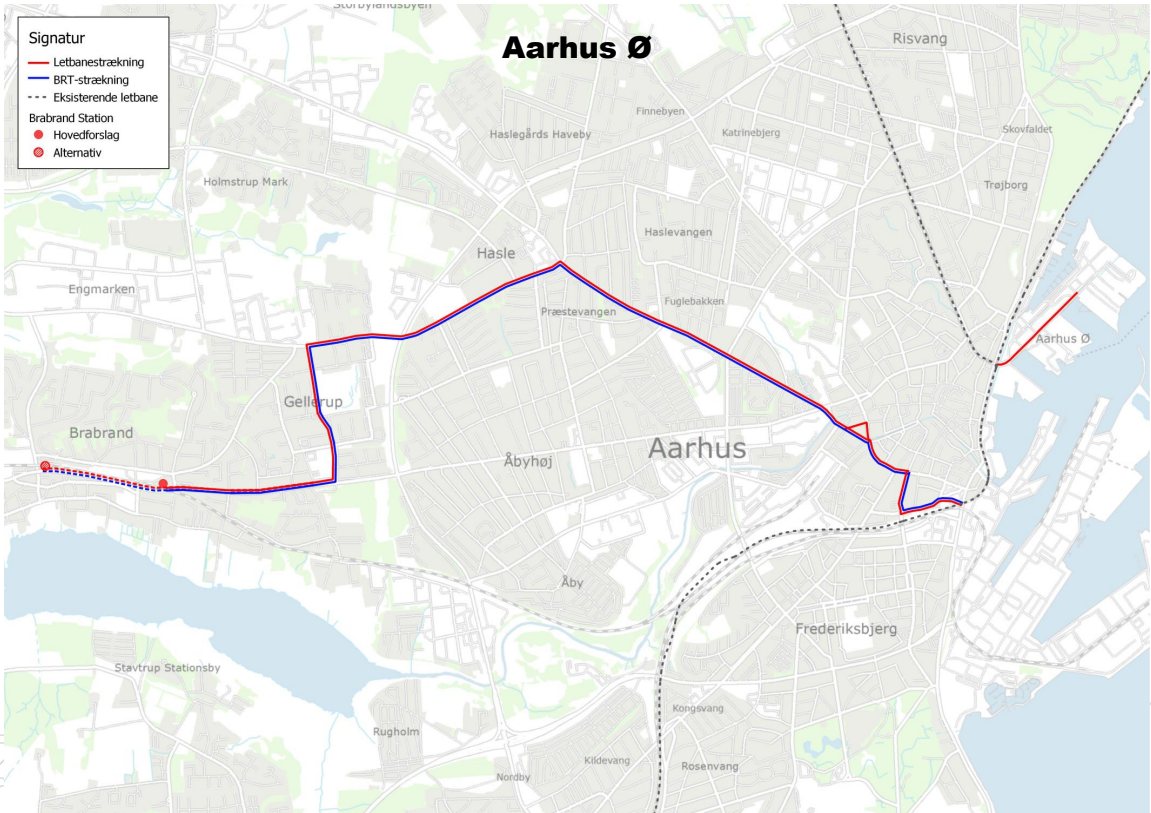 Storbylandsbyen
Signatur
Letbanestrækning
BRT-strækning
Eksisterende letbane
Brabrand Station
Hovedforslag
Alternativ
Aarhus Ø
Risvang
Finnebyen
Haslegårds Haveby
Katrinebjerg
Skovfaldet
Holmstrup Mark
Trøjborg
Haslevangen
Hasle
Engmarken
Fuglebakken
Præstevangen
Aarhus Ø
Gellerup
Brabrand
Aarhus
Åbyhøj
Åby
Frederiksbjerg
Stavtrup Stationsby
Kongsvang
Rugholm
Kildevang
Rosenvang
Nordby